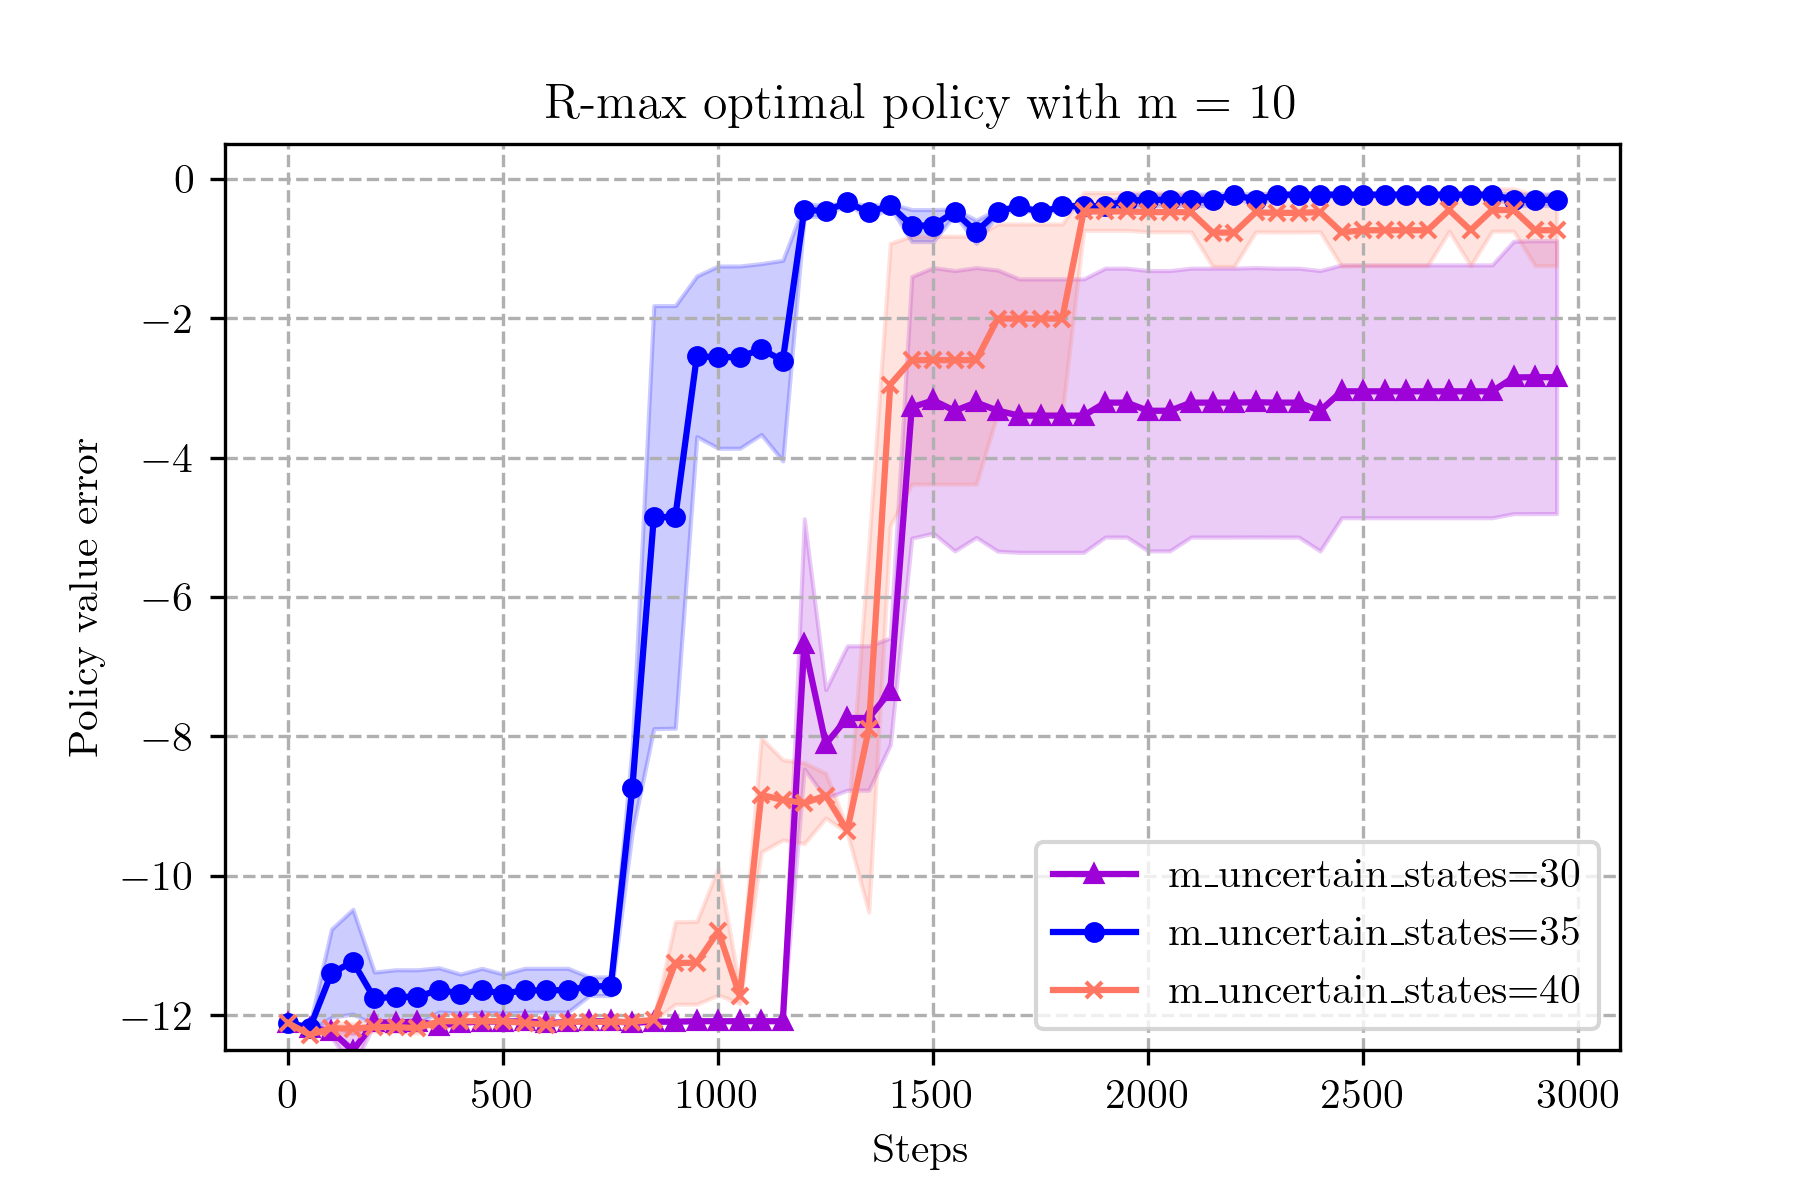 R-max optimal policy with m = 10
0
−2
−4
−6
−8
−10
−12
Policy value error
m_uncertain_states=30
m_uncertain_states=35
m_uncertain_states=40
0 500 1000 1500 2000 2500 3000
Steps